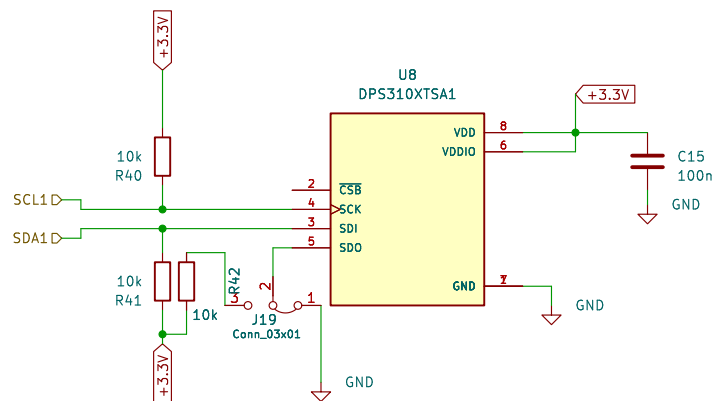 +3.3V
U8
DPS310XTSA1
+3.3V
10k
R40
VDD
8
VDDIO
6
C15
100n
GND
2
CSB
SCL1
4
SCK
SDA1
3
SDI
5
SDO
10k
R41
R42
10k
3
2
1
J19
Conn_03x01
GND
GND
GND
+3.3V